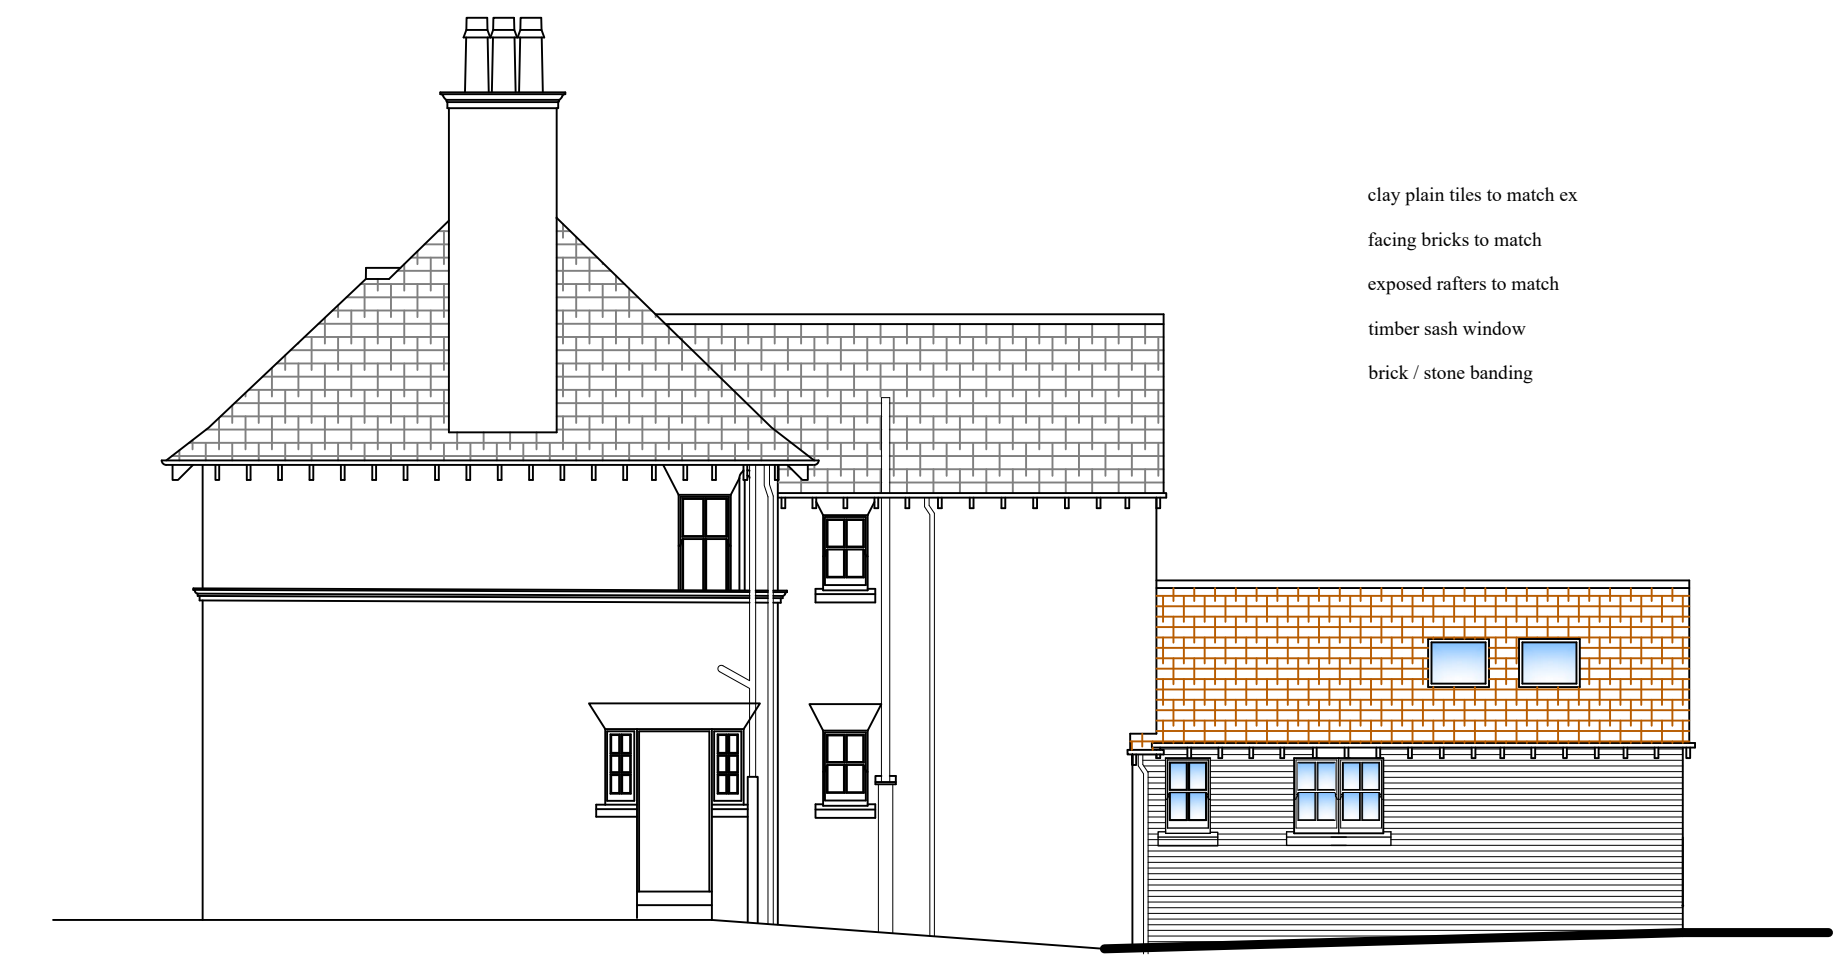 clay plain tiles to match ex
facing bricks to match
exposed rafters to match
timber sash window
brick / stone banding